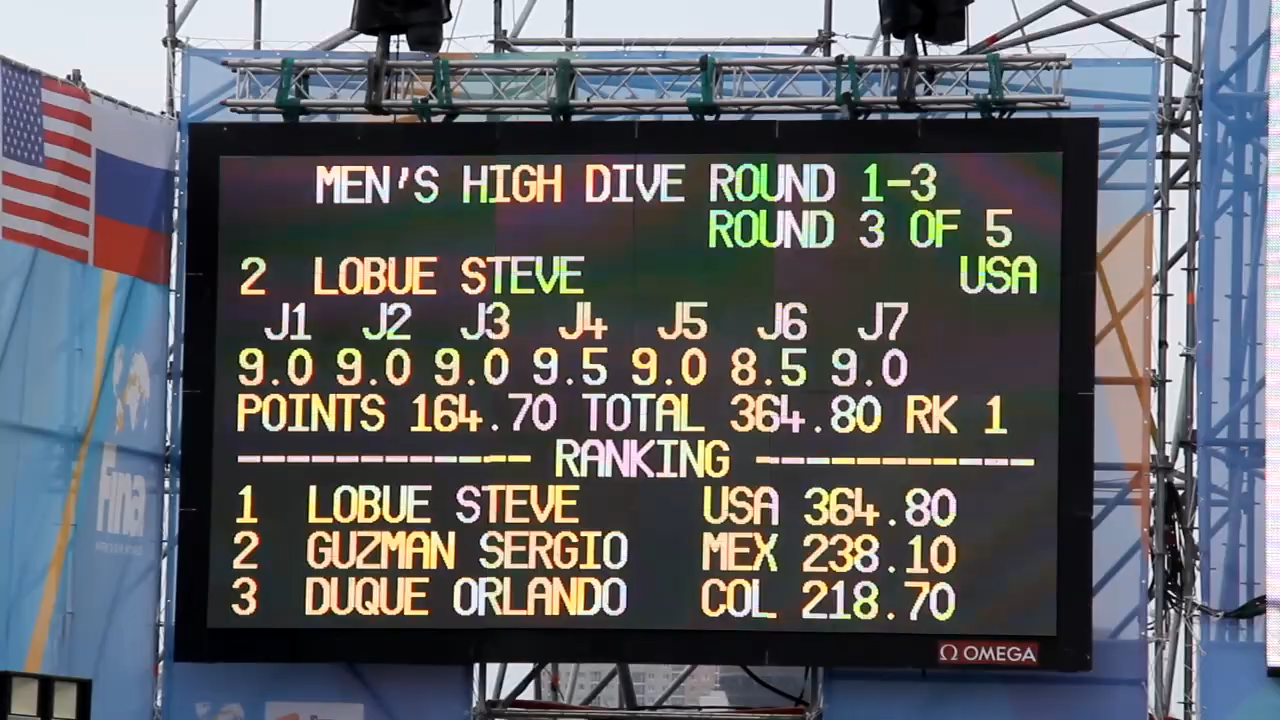 MEN'S HIGH DIVE ROUND 1-3
ROUND 3 OF 5
2 LOBUE STEVE USA
J1 J2 J3 J4 J5 J6 J7
9.0 9.0 9.0 9.5 9.0 8.5 9.0
POINTS 164.70 TOTAL 364.80 RK 1
------------ RANKING -----------
1 LOBUE STEVE USA 364.80
2 GUZMAN SERGIO MEX 238.10
3 DUQUE ORLANDO COL 218.70
Ω OMEGA
fina